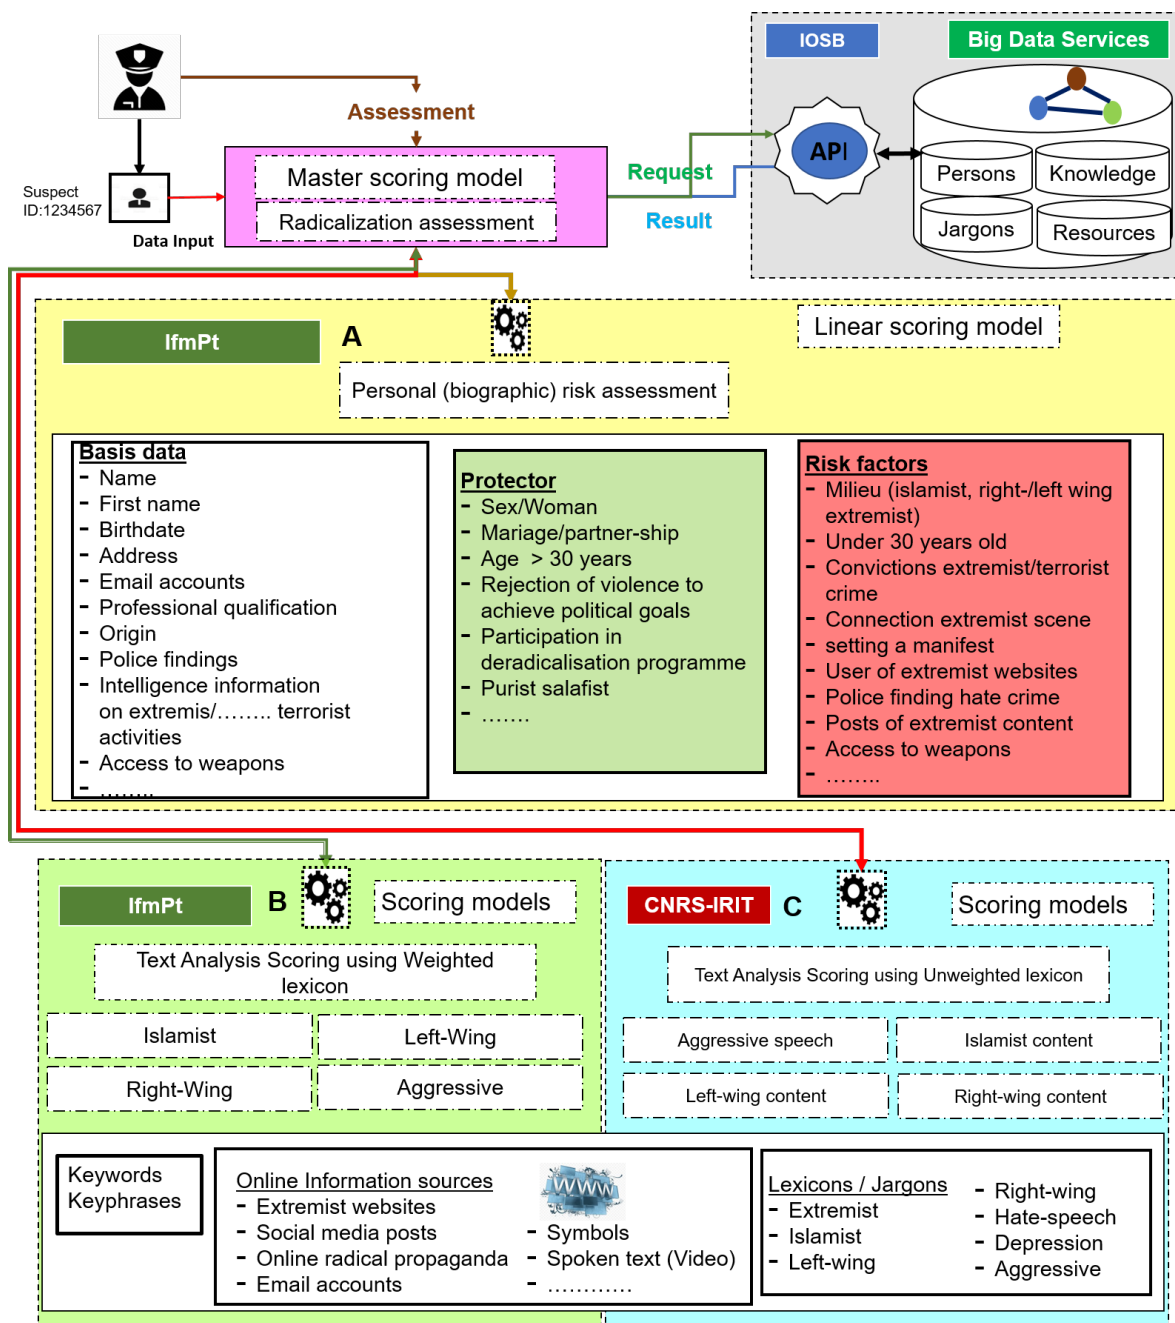 IOSB
Big Data Services
Assessment
API
Persons
Knowledge
Jargons
Resources
Master scoring model
Radicalization assessment
Request
Result
Suspect
ID:1234567
Data Input
IfmPt
A
Linear scoring model
Personal (biographic) risk assessment
Basis data
- Name
- First name
- Birthdate
- Address
- Email accounts
- Professional qualification
- Origin
- Police findings
- Intelligence information
on extremis/…….. terrorist
activities
- Access to weapons
- ……..
Protector
- Sex/Woman
- Mariage/partner-ship
- Age > 30 years
- Rejection of violence to
achieve political goals
- Participation in
deradicalisation programme
- Purist salafist
- …….
Risk factors
- Milieu (islamist, right-/left wing
extremist)
- Under 30 years old
- Convictions extremist/terrorist
crime
- Connection extremist scene
- setting a manifest
- User of extremist websites
- Police finding hate crime
- Posts of extremist content
- Access to weapons
- ……..
IfmPt
B
Scoring models
Text Analysis Scoring using Weighted
lexicon
Islamist
Left-Wing
Right-Wing
Aggressive
CNRS-IRIT
C
Scoring models
Text Analysis Scoring using Unweighted lexicon
Aggressive speech
Islamist content
Left-wing content
Right-wing content
Keywords
Keyphrases
Online Information sources
- Extremist websites
- Social media posts
- Online radical propaganda
- Email accounts
WWW
- Symbols
- Spoken text (Video)
- …………
Lexicons / Jargons
- Extremist
- Islamist
- Left-wing
- Right-wing
- Hate-speech
- Depression
- Aggressive